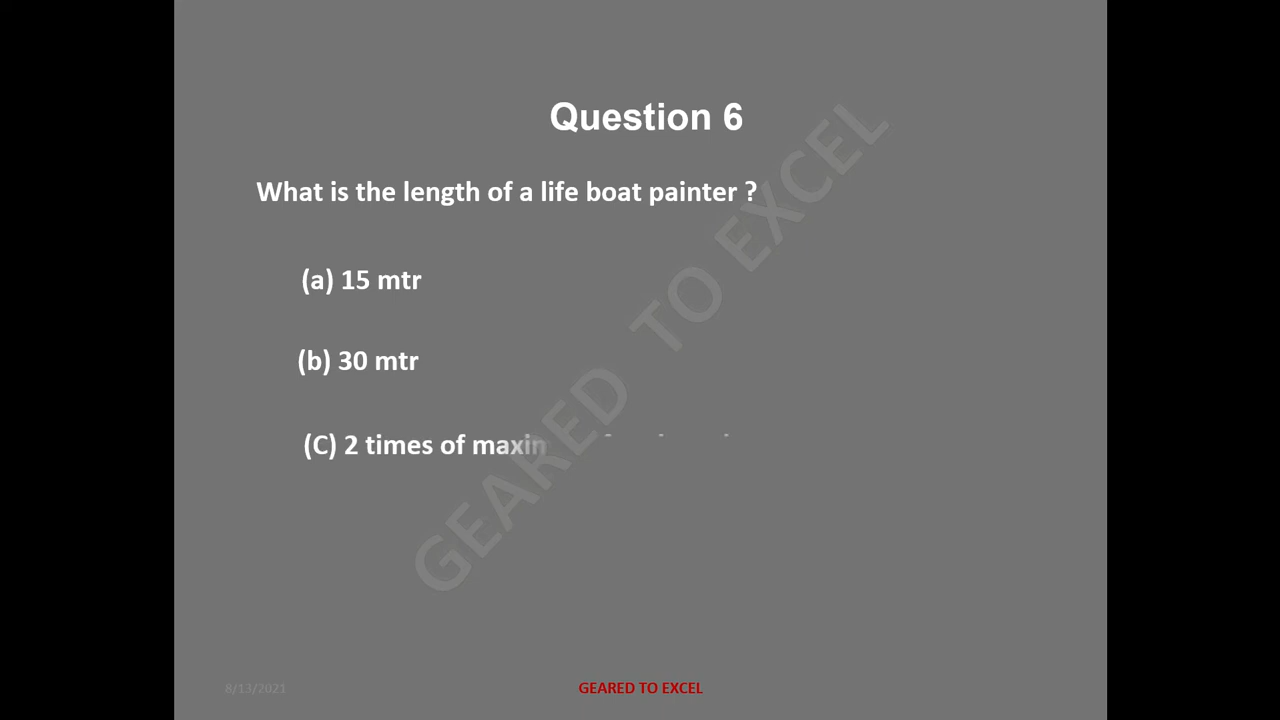 Question 6
What is the length of a life boat painter ?
(a) 15 mtr
(b) 30 mtr
(C) 2 times of
GEARED TO EXCEL
8/13/2021
GEARED TO EXCEL